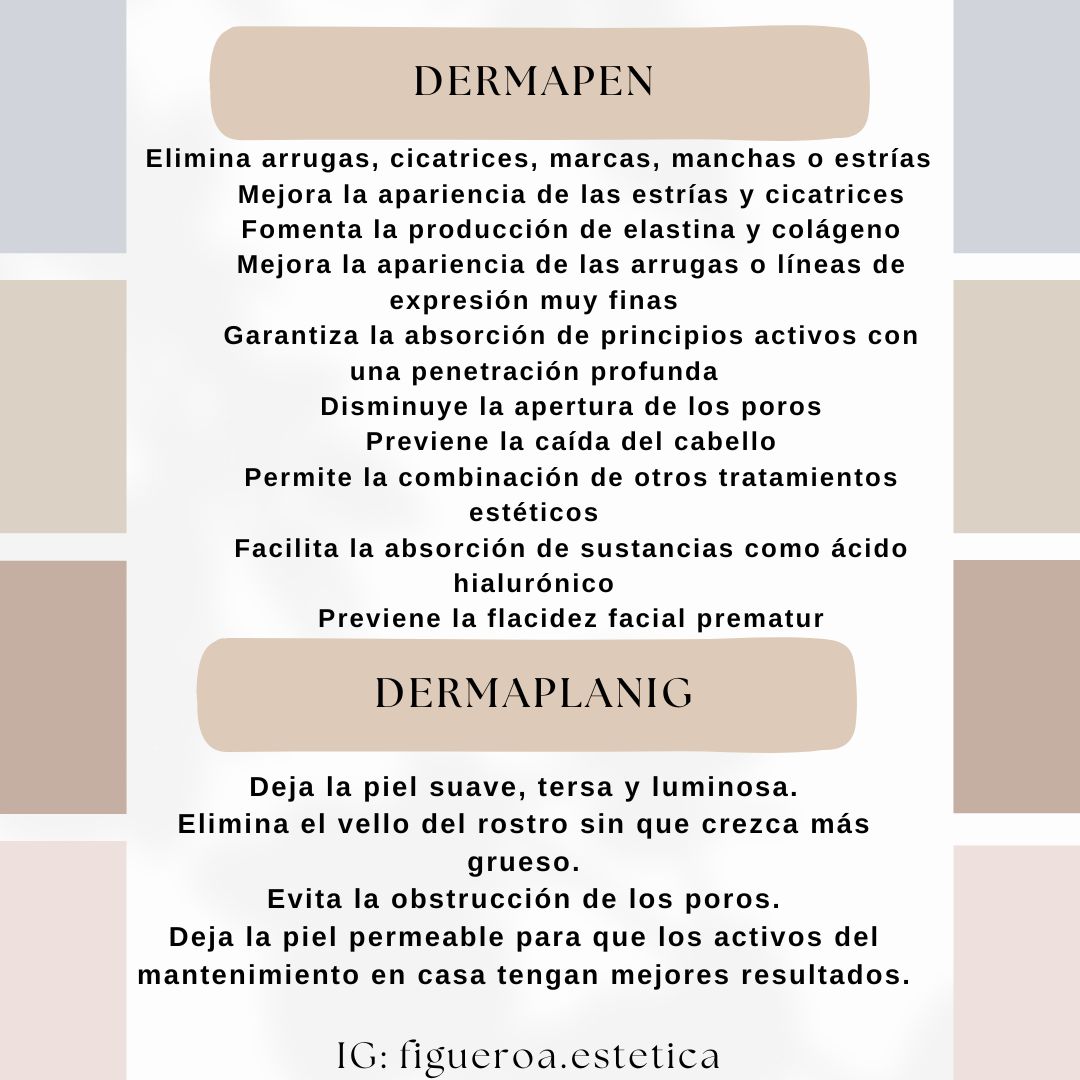 DERMAPEN
Elimina arrugas, cicatrices, marcas, manchas o estrías
Mejora la apariencia de las estrías y cicatrices
Fomenta la producción de elastina y colágeno
Mejora la apariencia de las arrugas o líneas de
expresión muy finas
Garantiza la absorción de principios activos con
una penetración profunda
Disminuye la apertura de los poros
Previene la caída del cabello
Permite la combinación de otros tratamientos
estéticos
Facilita la absorción de sustancias como ácido
hialurónico
Previene la flacidez facial prematur
DERMAPLANIG
Deja la piel suave, tersa y luminosa.
Elimina el vello del rostro sin que crezca más
grueso.
Evita la obstrucción de los poros.
Deja la piel permeable para que los activos del
mantenimiento en casa tengan mejores resultados.
IG: figueroa.estetica